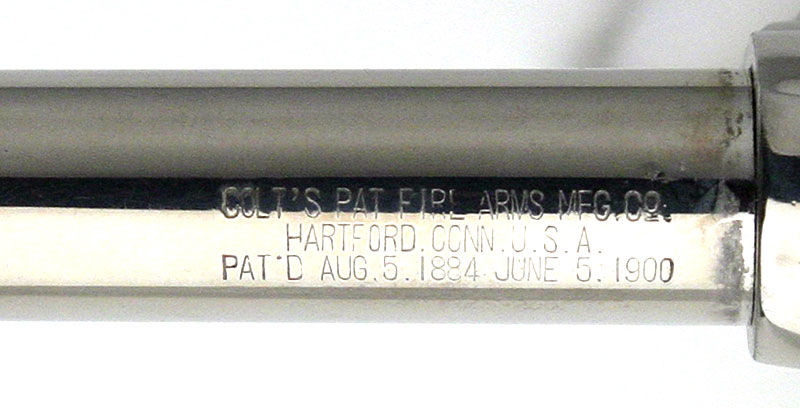 COLT'S PAT FIRE ARMS MFG. Co.
HARTFORD. CONN. U.S.A.
PAT'D AUG. 5. 1884 JUNE 5. 1900